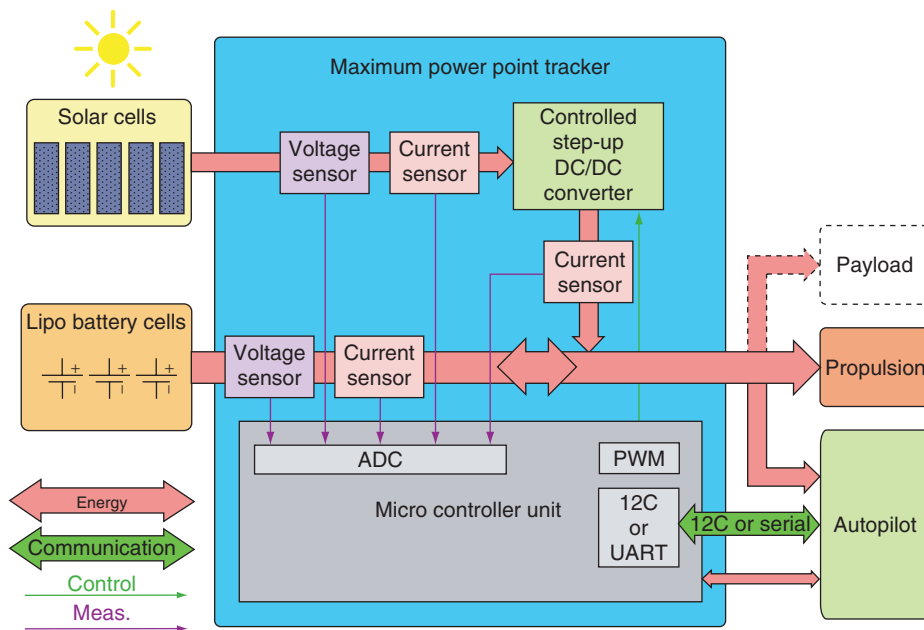 Maximum power point tracker
Solar cells
Voltage
sensor
Current
sensor
Controlled
step-up
DC/DC
converter
Current
sensor
Payload
Lipo battery cells
+
+
+
Voltage
sensor
Current
sensor
Propulsion
ADC
PWM
Micro controller unit
12C
or
UART
12C or serial
Autopilot
Energy
Communication
Control
Meas.